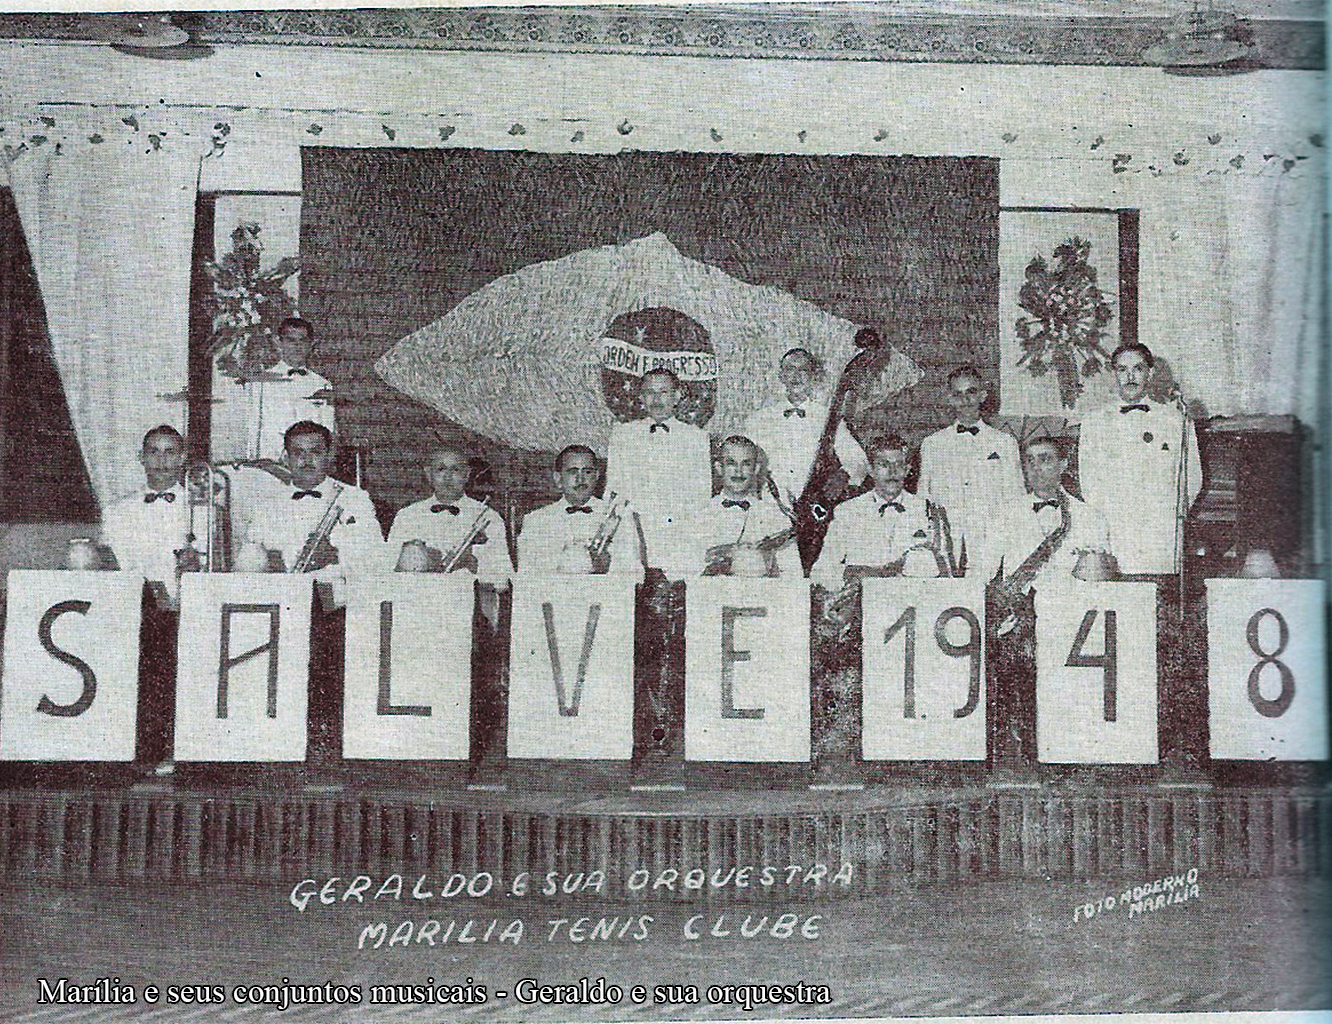 ORDEM E PROGRESSO
SALVE 1948
GERALDO E SUA ORQUESTRA
MARILIA TENIS CLUBE
FOTO MODERNO
MARÍLIA
Marília e seus conjuntos musicais - Geraldo e sua orquestra